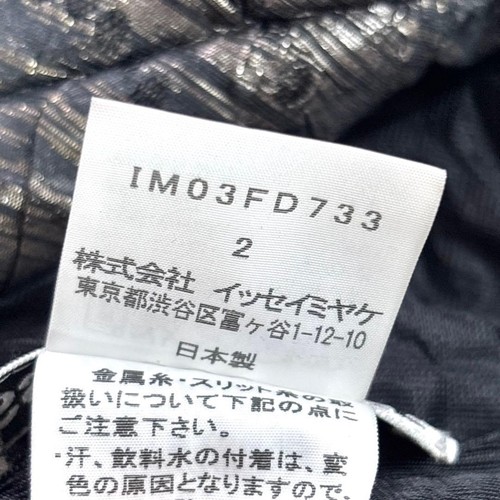 IM03FD733
2
株式会社 イッセイミヤケ
東京都渋谷区富ヶ谷1-12-10
日本製
金属糸・スリット糸の取
扱いについて下記の点に
ご注意下さい。
・汗、飲料水の付着は、変
色の原因となりますので、